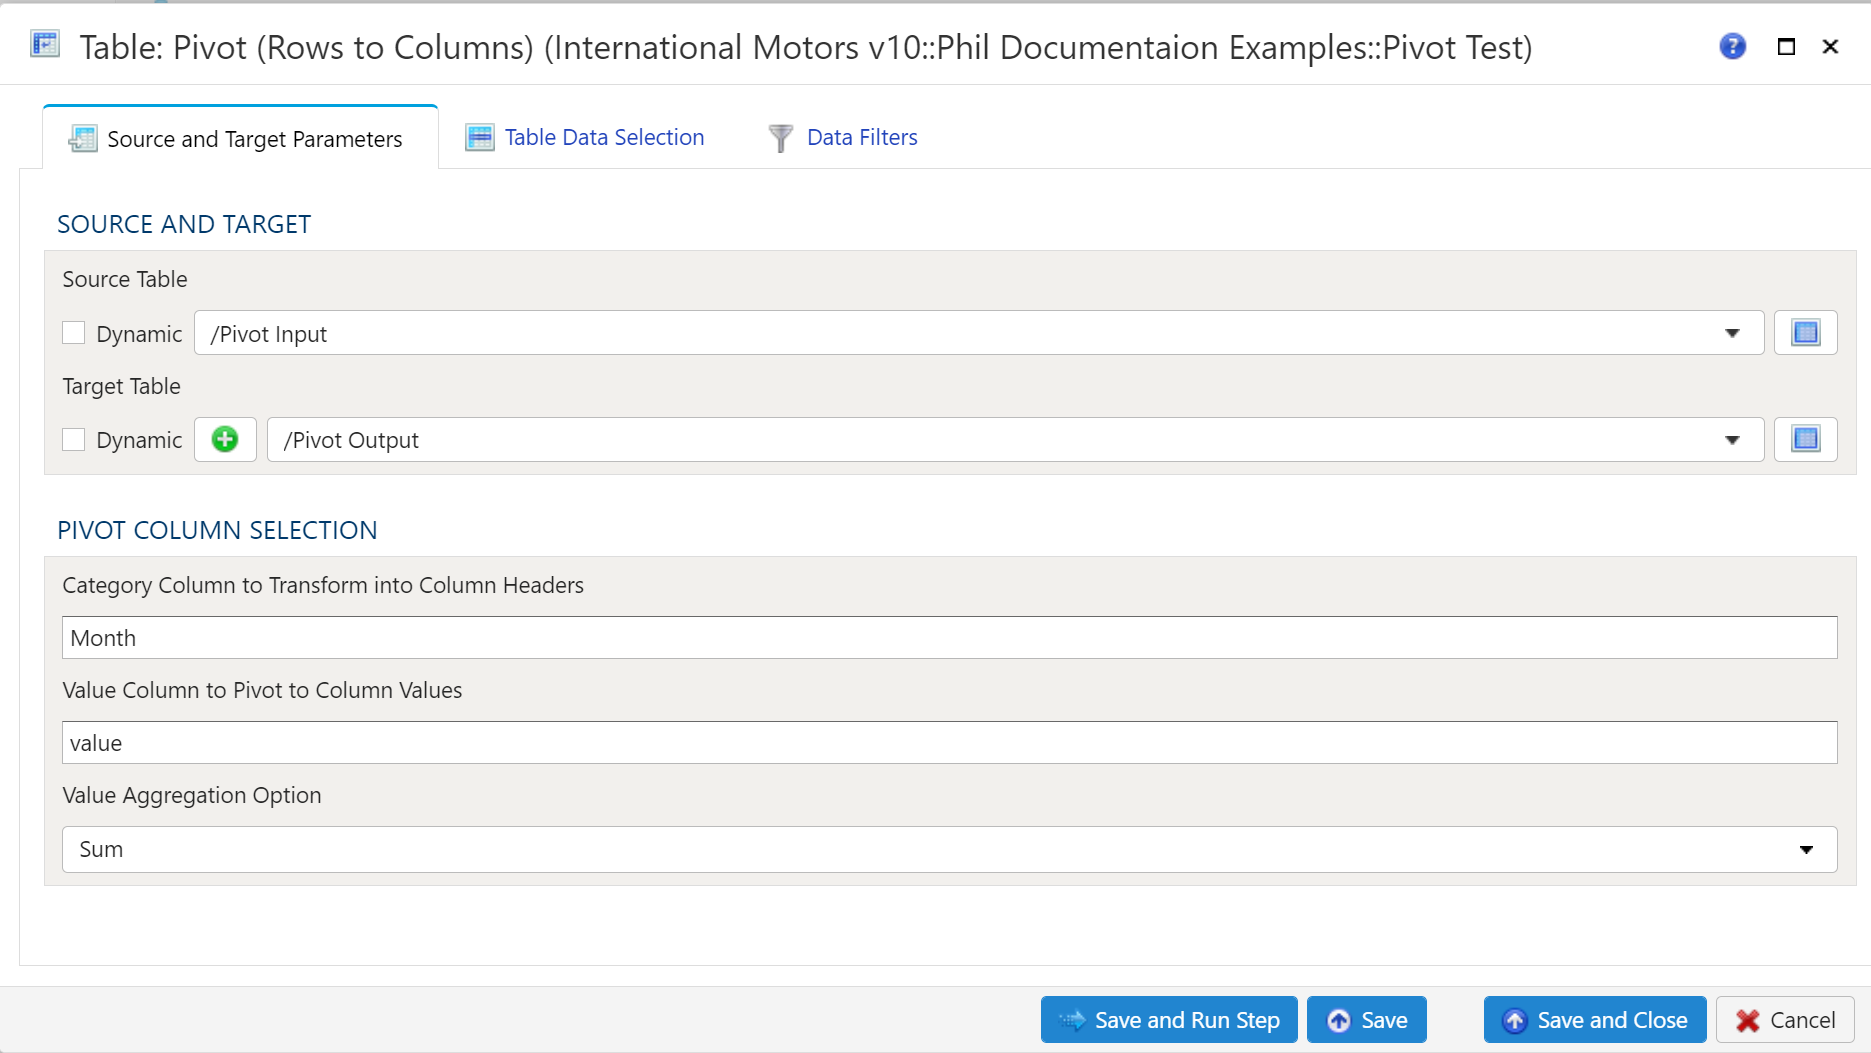 Table: Pivot (Rows to Columns) (International Motors v10::Phil Documentaion Examples::Pivot Test)
Source and Target Parameters
Table Data Selection
Data Filters
SOURCE AND TARGET
Source Table
Dynamic
/Pivot Input
Target Table
Dynamic
/Pivot Output
PIVOT COLUMN SELECTION
Category Column to Transform into Column Headers
Month
Value Column to Pivot to Column Values
value
Value Aggregation Option
Sum
Save and Run Step
Save
Save and Close
Cancel